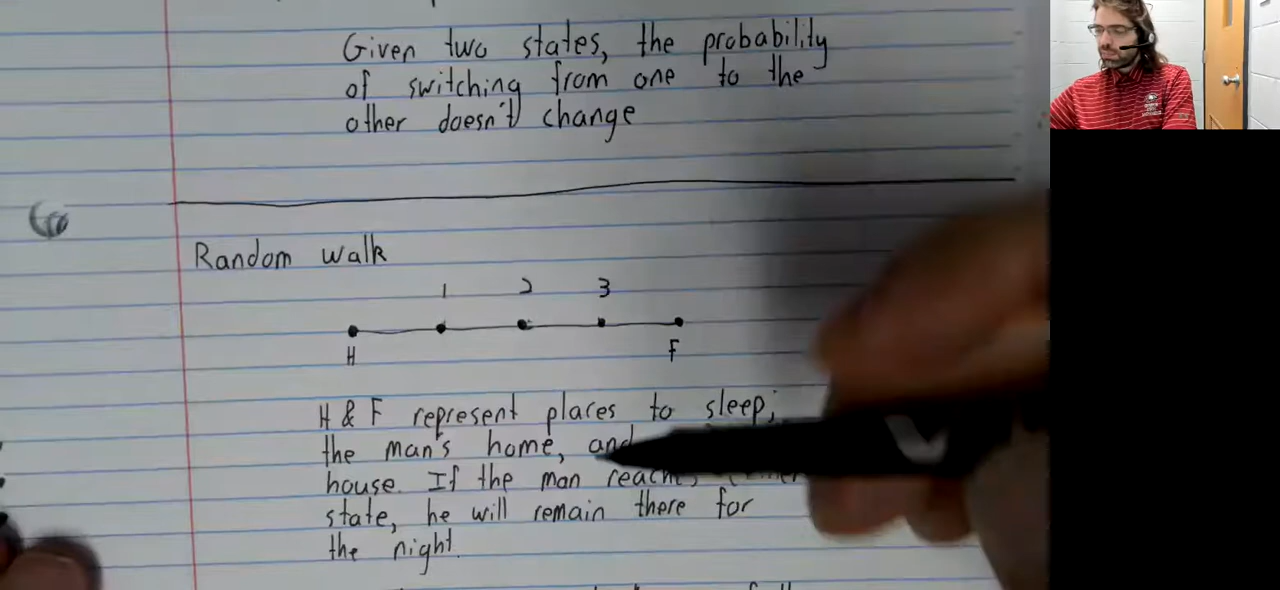 Given two states, the probability
of switching from one to the
other doesn't change
Random walk
1 2 3
H F
H & F represent places to sleep;
the man's home, and
house. If the man
state, he will remain there for
the night.